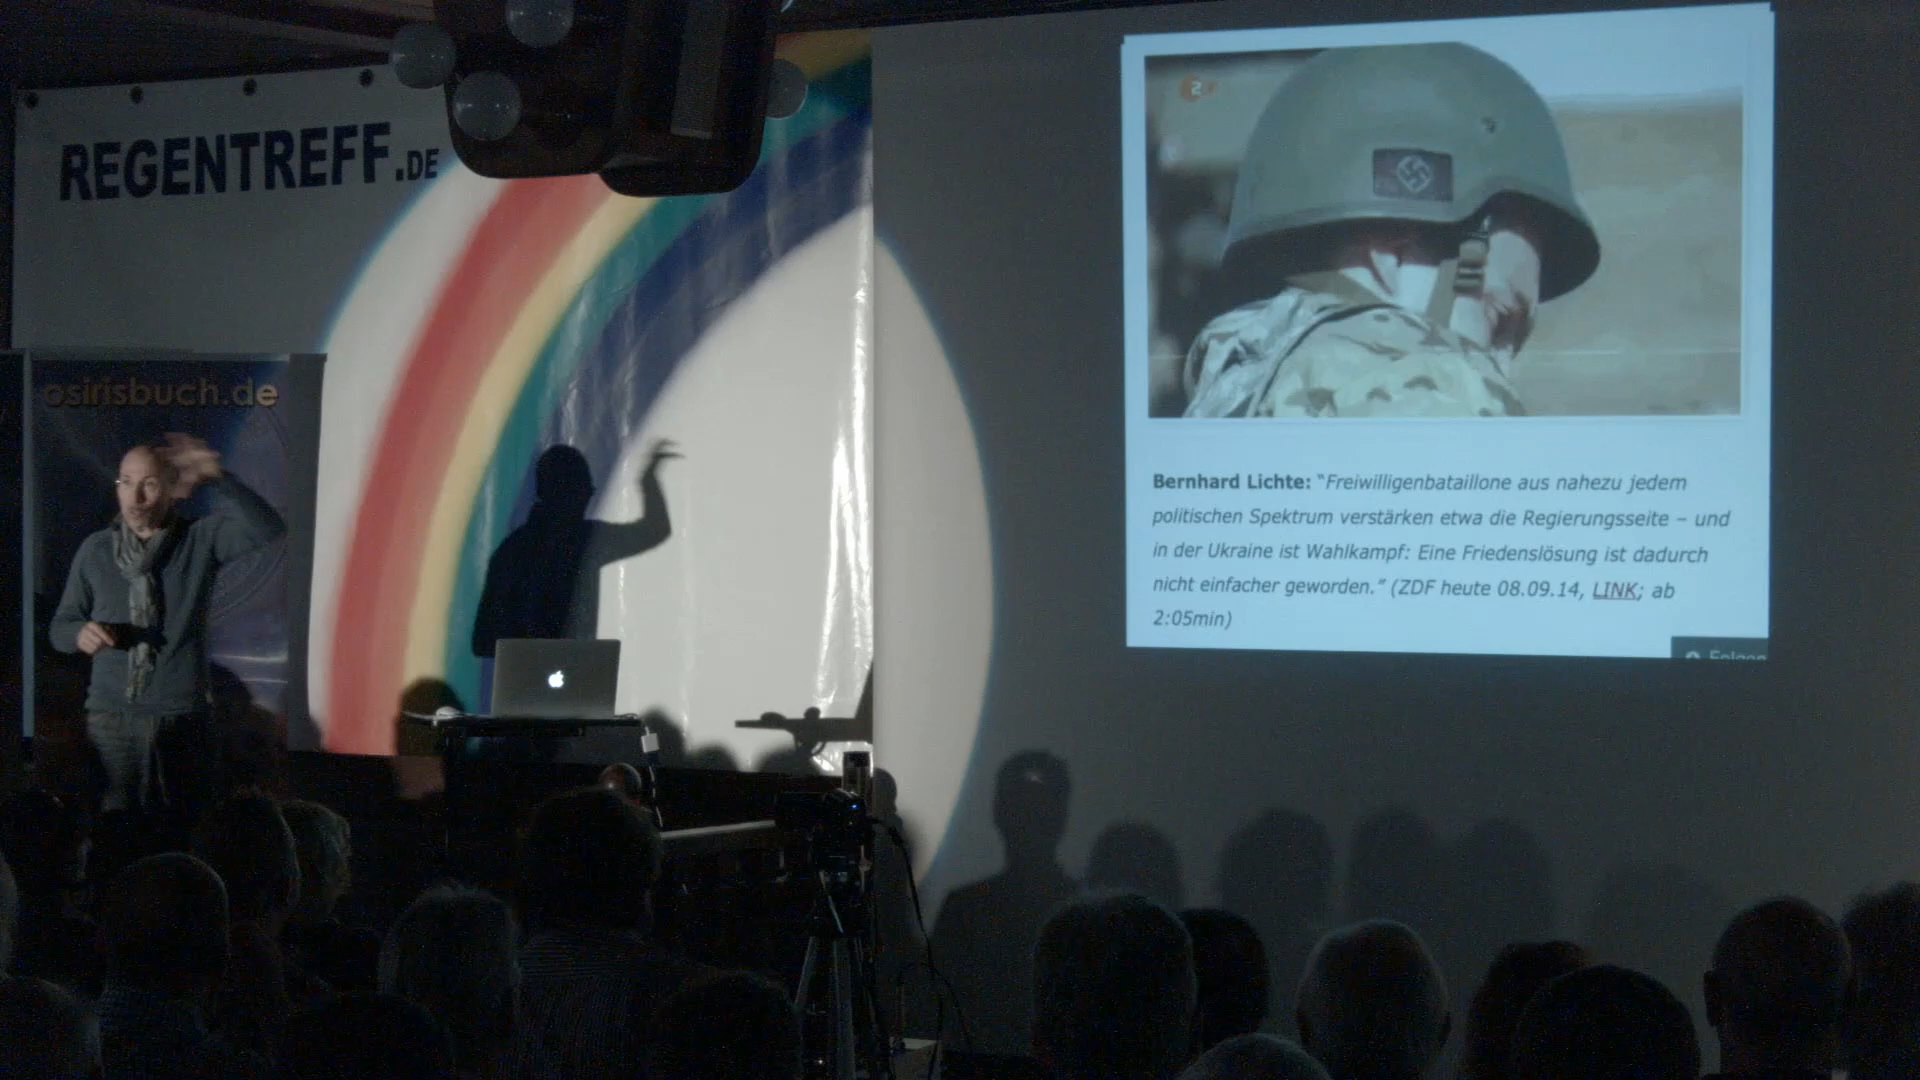 REGENTREFF.DE
osirisbuch.de
2
Bernhard Lichte: "Freiwilligenbataillone aus nahezu jedem
politischen Spektrum verstärken etwa die Regierungsseite – und
in der Ukraine ist Wahlkampf: Eine Friedenslösung ist dadurch
nicht einfacher geworden." (ZDF heute 08.09.14, LINK; ab
2:05min)
Folgen